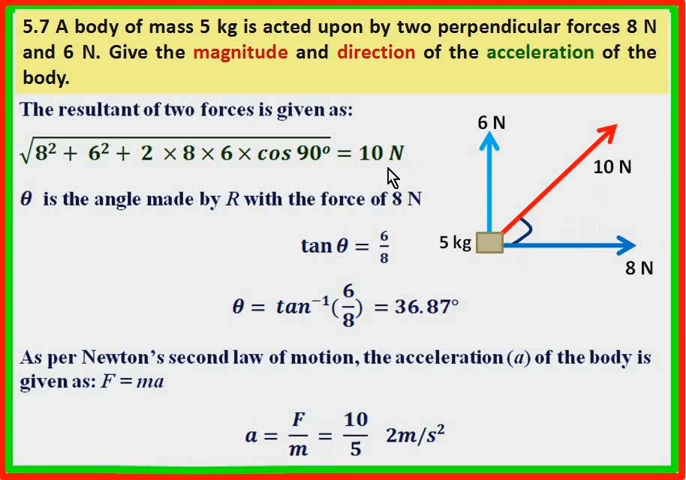 5.7 A body of mass 5 kg is acted upon by two perpendicular forces 8 N
and 6 N. Give the magnitude and direction of the acceleration of the
body.
The resultant of two forces is given as:
√8² + 6² + 2 × 8 × 6 × cos 90° = 10 N
θ is the angle made by R with the force of 8 N
tan θ = 6/8
θ = tan⁻¹(6/8) = 36.87°
6 N
10 N
5 kg
8 N
As per Newton's second law of motion, the acceleration (a) of the body is
given as: F = ma
a = F/m = 10/5 2m/s²